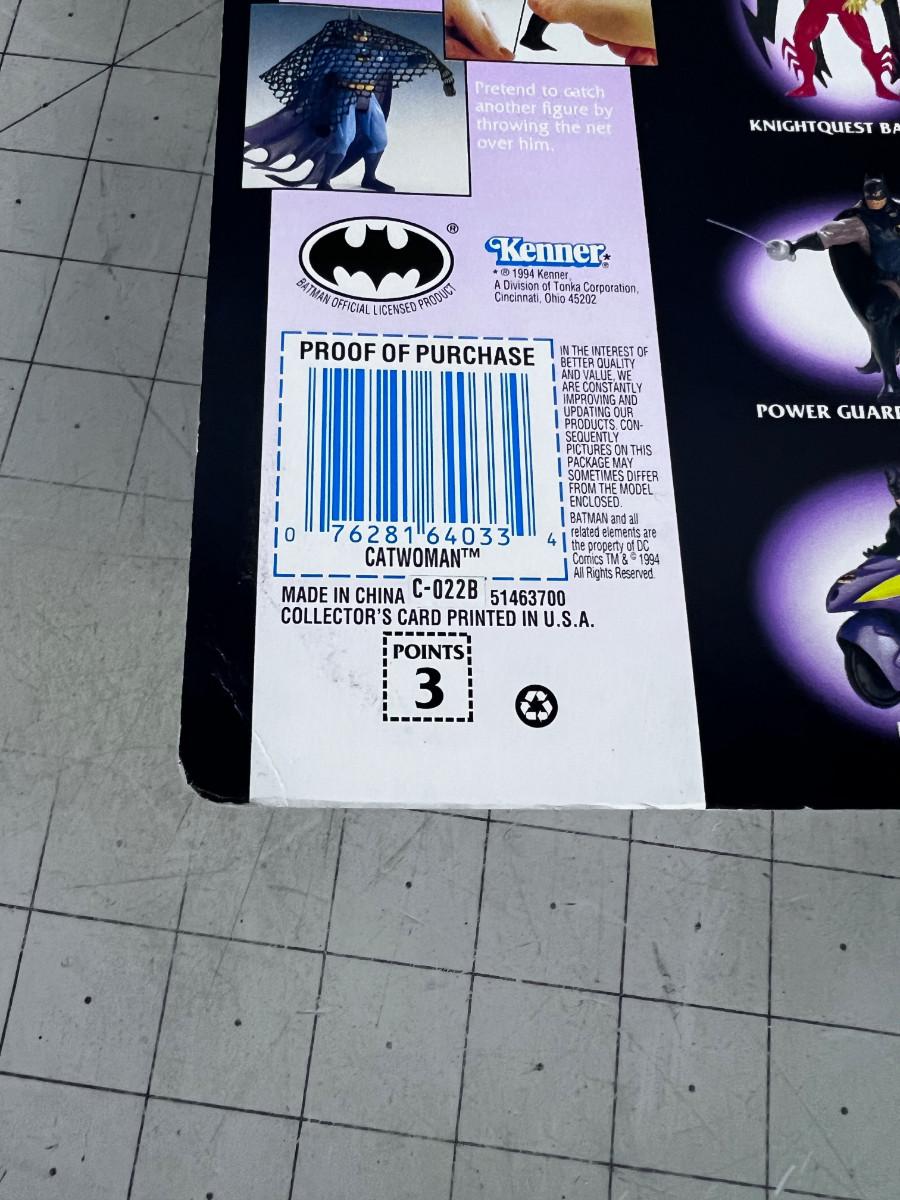 Pretend to catch
another figure by
throwing the net
over him.
®
BATMAN OFFICIAL LICENSED PRODUCT
Kenner®
* ® 1994 Kenner,
A Division of Tonka Corporation,
Cincinnati, Ohio 45202
PROOF OF PURCHASE
0 76281 64033 4
CATWOMAN™
IN THE INTEREST OF
BETTER QUALITY
AND VALUE, WE
ARE CONSTANTLY
IMPROVING AND
UPDATING OUR
PRODUCTS. CON-
SEQUENTLY
PICTURES ON THIS
PACKAGE MAY
SOMETIMES DIFFER
FROM THE MODEL
ENCLOSED.
BATMAN and all
related elements are
the property of DC
Comics TM & © 1994
All Rights Reserved.
MADE IN CHINA C-022B 51463700
COLLECTOR'S CARD PRINTED IN U.S.A.
POINTS
3
KNIGHTQUEST BA
POWER GUARD